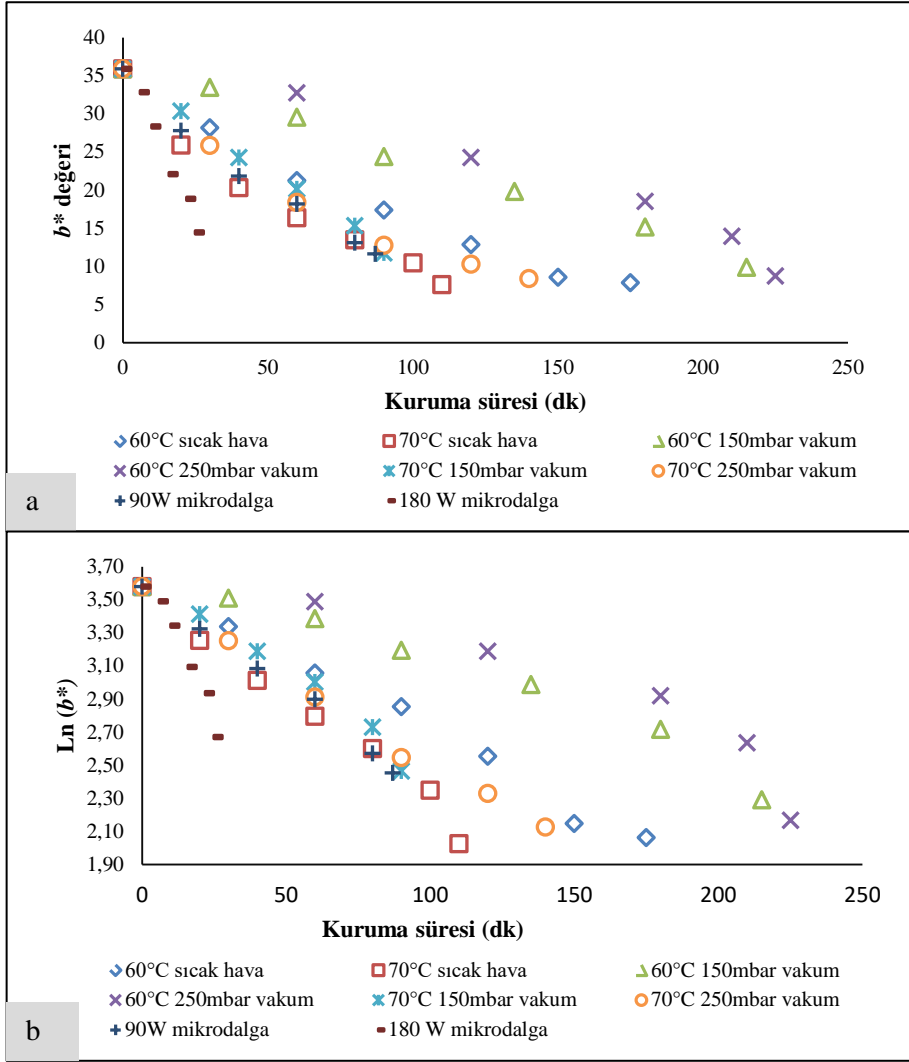 40
35
30
25
20
15
10
5
0
b* değeri
0 50 100 150 200 250
Kuruma süresi (dk)
60°C sıcak hava 70°C sıcak hava 60°C 150mbar vakum
60°C 250mbar vakum 70°C 150mbar vakum 70°C 250mbar vakum
90W mikrodalga 180 W mikrodalga
a
3,70
3,50
3,30
3,10
2,90
2,70
2,50
2,30
2,10
1,90
Ln (b*)
0 50 100 150 200 250
Kuruma süresi (dk)
60°C sıcak hava 70°C sıcak hava 60°C 150mbar vakum
60°C 250mbar vakum 70°C 150mbar vakum 70°C 250mbar vakum
90W mikrodalga 180 W mikrodalga
b